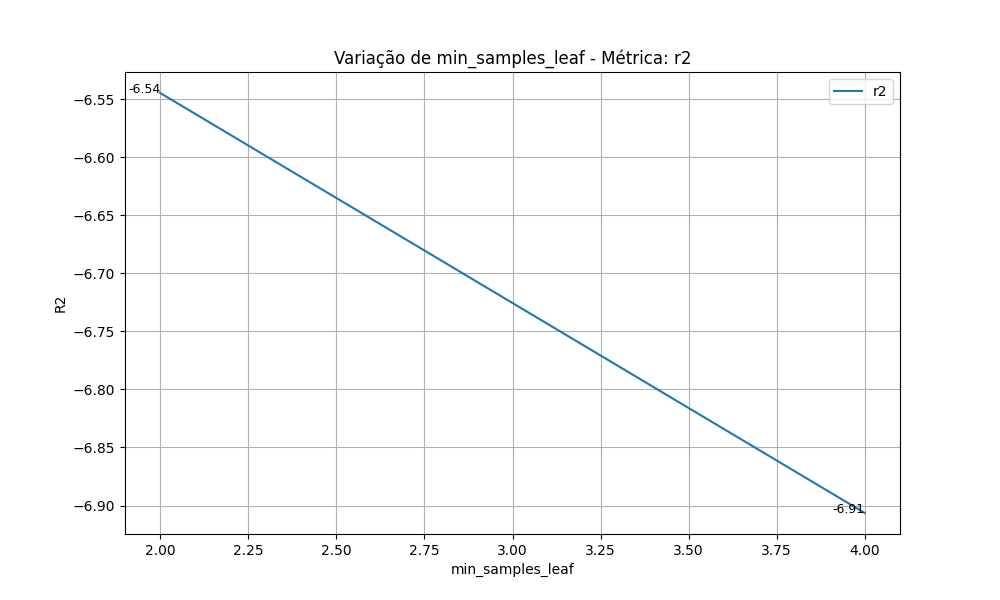 Variação de min_samples_leaf - Métrica: r2
r2
-6.54
-6.91
−6.55
−6.60
−6.65
−6.70
−6.75
−6.80
−6.85
−6.90
R2
2.00 2.25 2.50 2.75 3.00 3.25 3.50 3.75 4.00
min_samples_leaf